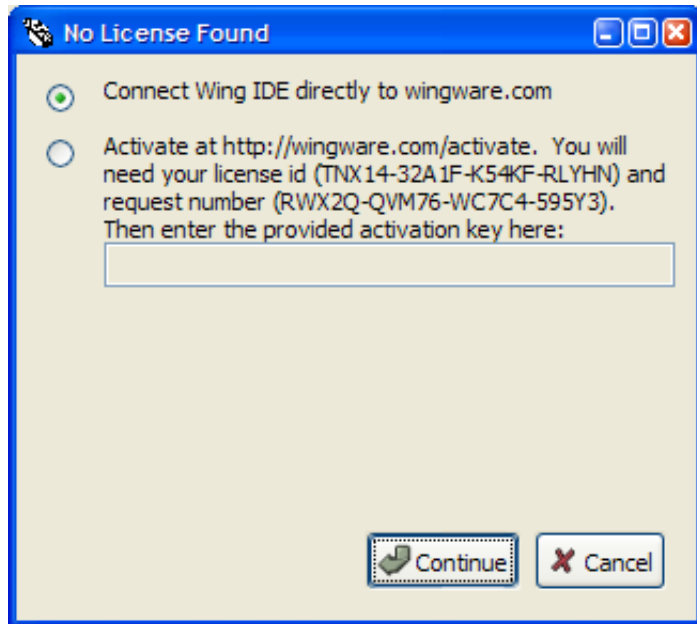 No License Found
Connect Wing IDE directly to wingware.com
Activate at http://wingware.com/activate.  You will
need your license id (TNX14-32A1F-K54KF-RLYHN) and
request number (RWX2Q-QVM76-WC7C4-595Y3).
Then enter the provided activation key here:
Continue
Cancel